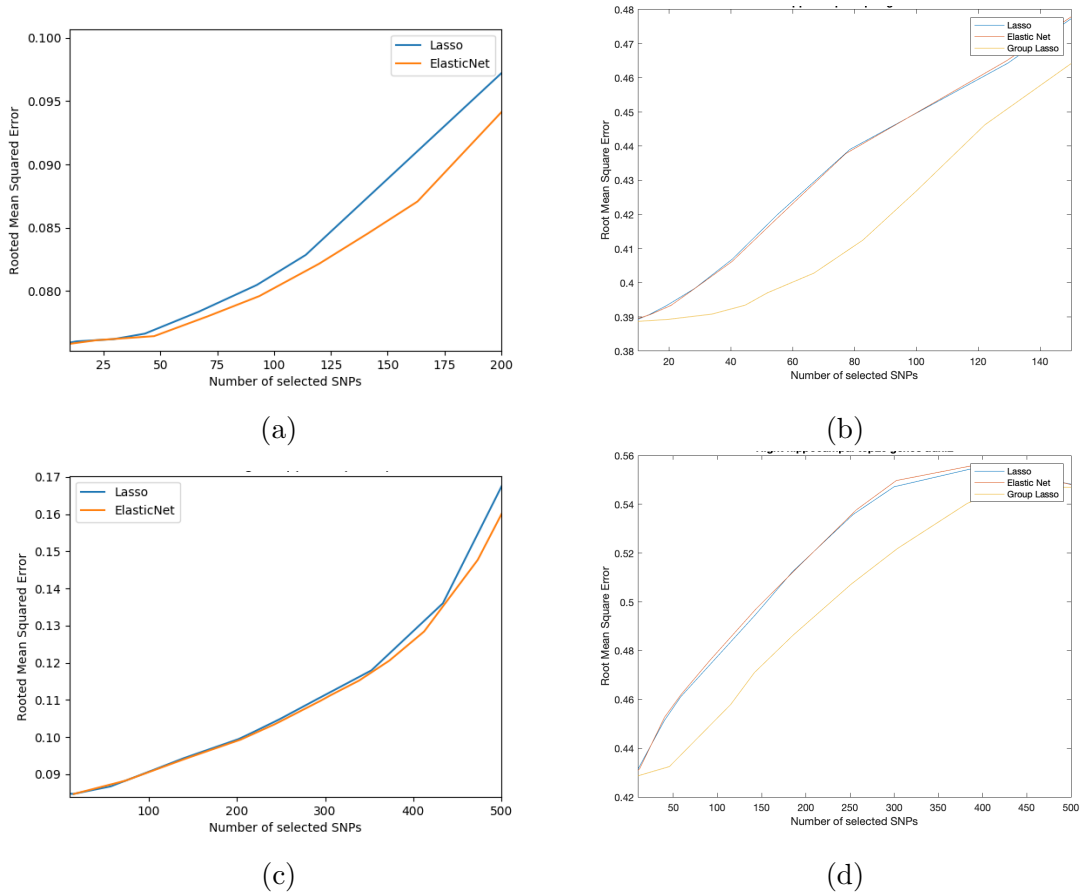 0.100
0.095
0.090
0.085
0.080
Rooted Mean Squared Error
Lasso
ElasticNet
25 50 75 100 125 150 175 200
Number of selected SNPs
(a)
0.48
0.47
0.46
0.45
0.44
0.43
0.42
0.41
0.4
0.39
0.38
Root Mean Square Error
Lasso
Elastic Net
Group Lasso
20 40 60 80 100 120 140
Number of selected SNPs
(b)
0.17
0.16
0.15
0.14
0.13
0.12
0.11
0.10
0.09
Rooted Mean Squared Error
Lasso
ElasticNet
100 200 300 400 500
Number of selected SNPs
(c)
0.56
0.54
0.52
0.5
0.48
0.46
0.44
0.42
Root Mean Square Error
Lasso
Elastic Net
Group Lasso
50 100 150 200 250 300 350 400 450 500
Number of selected SNPs
(d)